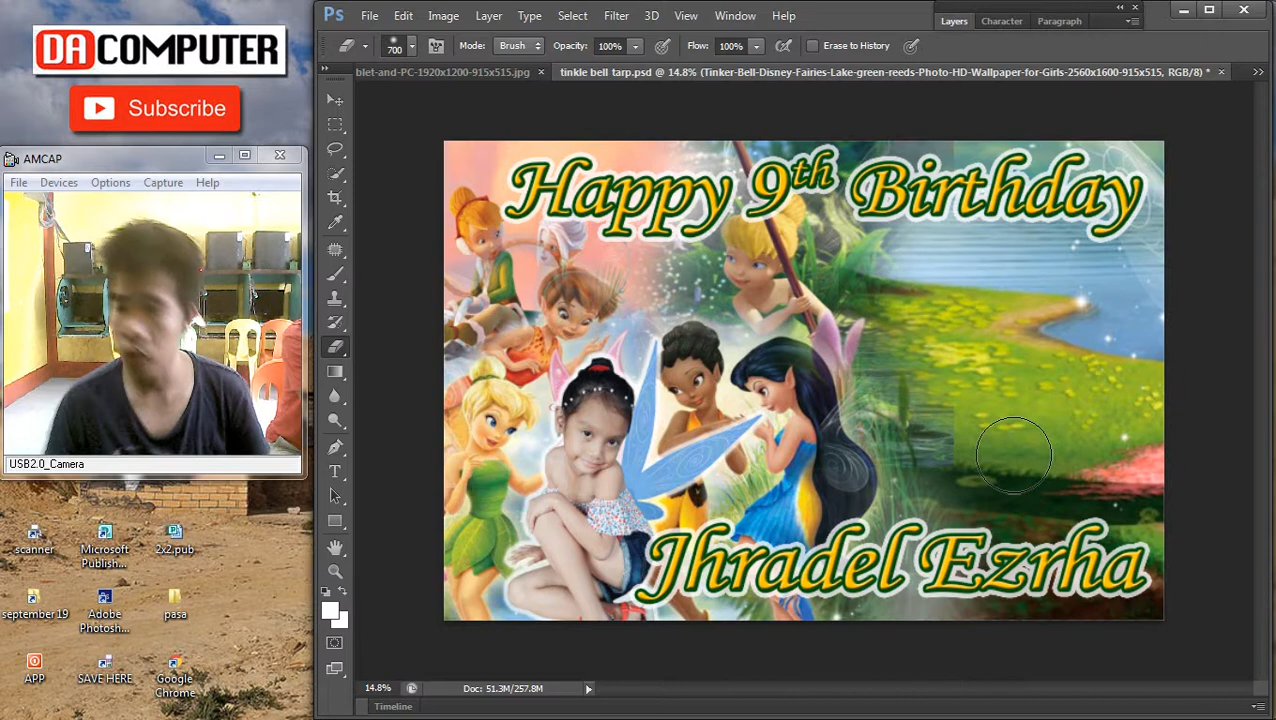 DA COMPUTER
Subscribe
AMCAP
File Devices Options Capture Help
USB2.0_Camera
scanner
Microsoft Publish...
2x2.pub
september 19
Adobe Photosh...
pasa
APP
SAVE HERE
Google Chrome
Ps File Edit Image Layer Type Select Filter 3D View Window Help
Layers Character Paragraph
700 Mode: Brush Opacity: 100% Flow: 100% Erase to History
blet-and-PC-1920x1200-915x515.jpg × tinkle bell tarp.psd @ 14.8% (Tinker-Bell-Disney-Fairies-Lake-green-reeds-Photo-HD-Wallpaper-for-Girls-2560x1600-915x515, RGB/8) * ×
Happy 9th Birthday
Jhradel Ezrha
14.8% Doc: 51.3M/257.8M
Timeline